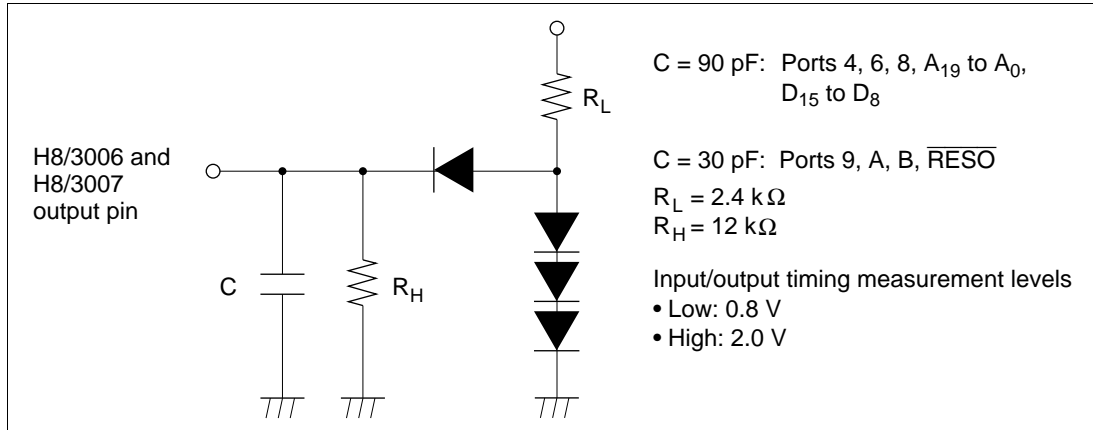 C = 90 pF: Ports 4, 6, 8, A19 to A0,
D15 to D8
RL
H8/3006 and
H8/3007
output pin
C = 30 pF: Ports 9, A, B, R̅E̅S̅O̅
RL = 2.4 kΩ
RH = 12 kΩ
C
RH
Input/output timing measurement levels
• Low: 0.8 V
• High: 2.0 V